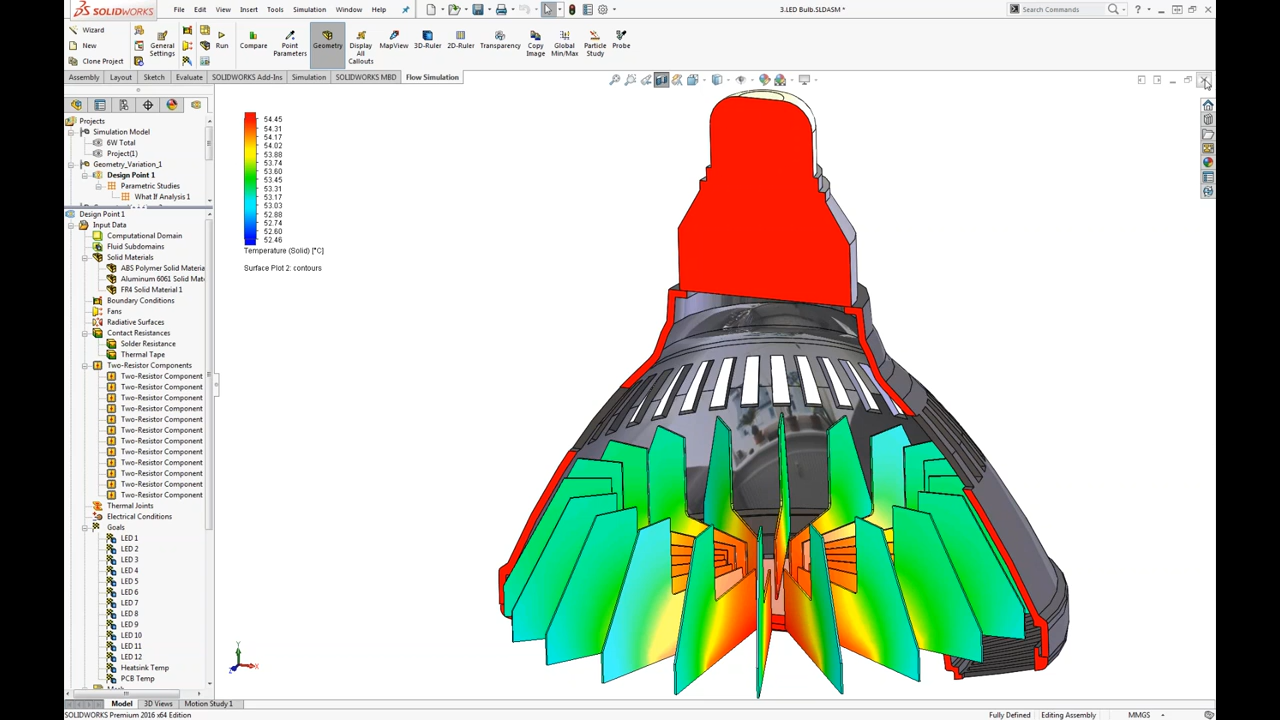 SOLIDWORKS File Edit View Insert Tools Simulation Window Help 3.LED Bulb.SLDASM * Search Commands ?
Wizard
New
Clone Project
General Settings
Run
Compare
Point Parameters
Geometry
Display All Callouts
MapView
3D-Ruler
2D-Ruler
Transparency
Copy Image
Global Min/Max
Particle Study
Probe
Assembly Layout Sketch Evaluate SOLIDWORKS Add-Ins Simulation SOLIDWORKS MBD Flow Simulation
Projects
Simulation Model
6W Total
Project(1)
Geometry_Variation_1
Design Point 1
Parametric Studies
What If Analysis 1
Design Point 1
Input Data
Computational Domain
Fluid Subdomains
Solid Materials
ABS Polymer Solid Materia
Aluminum 6061 Solid Mate
FR4 Solid Material 1
Boundary Conditions
Fans
Radiative Surfaces
Contact Resistances
Solder Resistance
Thermal Tape
Two-Resistor Components
Two-Resistor Component
Two-Resistor Component
Two-Resistor Component
Two-Resistor Component
Two-Resistor Component
Two-Resistor Component
Two-Resistor Component
Two-Resistor Component
Two-Resistor Component
Two-Resistor Component
Two-Resistor Component
Two-Resistor Component
Thermal Joints
Electrical Conditions
Goals
LED 1
LED 2
LED 3
LED 4
LED 5
LED 6
LED 7
LED 8
LED 9
LED 10
LED 11
LED 12
Heatsink Temp
PCB Temp
54.45
54.31
54.17
54.02
53.88
53.74
53.60
53.45
53.31
53.17
53.03
52.88
52.74
52.60
52.46
Temperature (Solid) [°C]
Surface Plot 2: contours
Y
X
Z
Model 3D Views Motion Study 1
SOLIDWORKS Premium 2016 x64 Edition Fully Defined Editing Assembly MMGS